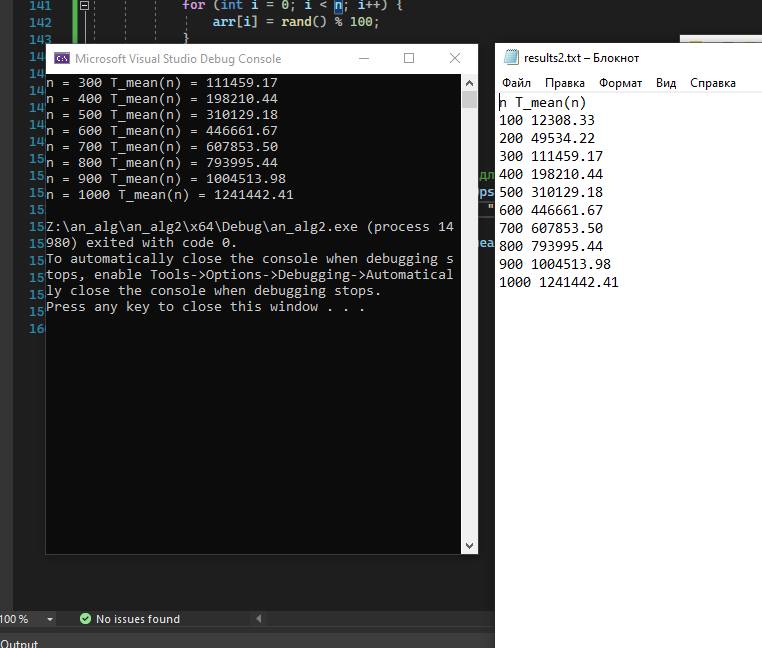 141
for (int i = 0; i < n; i++) {
142
arr[i] = rand() % 100;
143
}
Microsoft Visual Studio Debug Console
n = 300 T_mean(n) = 111459.17
n = 400 T_mean(n) = 198210.44
n = 500 T_mean(n) = 310129.18
n = 600 T_mean(n) = 446661.67
n = 700 T_mean(n) = 607853.50
n = 800 T_mean(n) = 793995.44
n = 900 T_mean(n) = 1004513.98
n = 1000 T_mean(n) = 1241442.41
Z:\an_alg\an_alg2\x64\Debug\an_alg2.exe (process 14
980) exited with code 0.
To automatically close the console when debugging s
tops, enable Tools->Options->Debugging->Automatical
ly close the console when debugging stops.
Press any key to close this window . . .
results2.txt – Блокнот
Файл Правка Формат Вид Справка
n T_mean(n)
100 12308.33
200 49534.22
300 111459.17
400 198210.44
500 310129.18
600 446661.67
700 607853.50
800 793995.44
900 1004513.98
1000 1241442.41
100 %
No issues found
Output